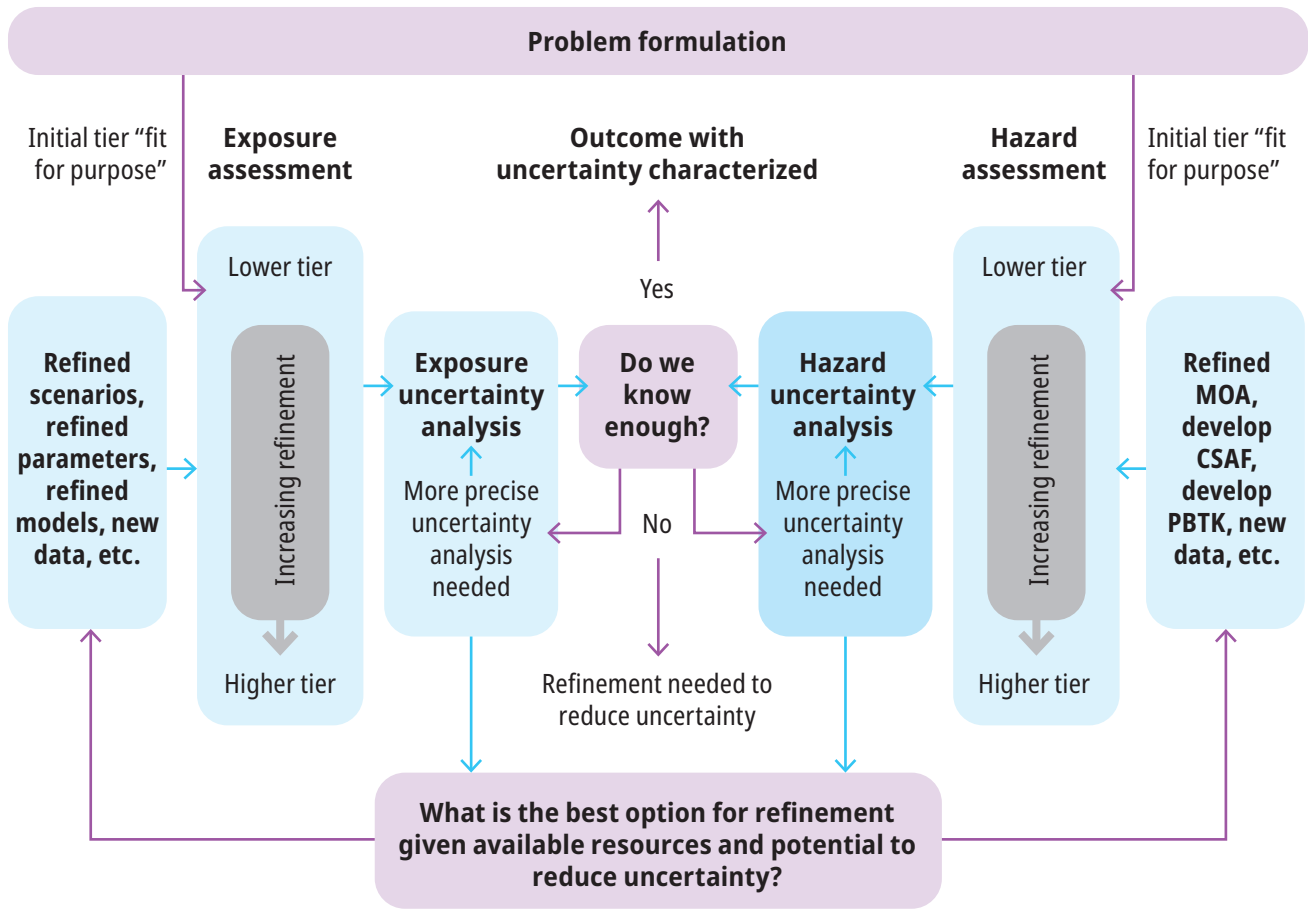 Problem formulation
Initial tier “fit
for purpose”
Exposure
assessment
Outcome with
uncertainty characterized
Hazard
assessment
Initial tier “fit
for purpose”
Lower tier
Increasing refinement
Higher tier
Yes
Lower tier
Increasing refinement
Higher tier
Refined
scenarios,
refined
parameters,
refined
models, new
data, etc.
Exposure
uncertainty
analysis
More precise
uncertainty
analysis
needed
Do we
know
enough?
No
Refinement needed to
reduce uncertainty
Hazard
uncertainty
analysis
More precise
uncertainty
analysis
needed
Refined
MOA,
develop
CSAF,
develop
PBTK, new
data, etc.
What is the best option for refinement
given available resources and potential to
reduce uncertainty?